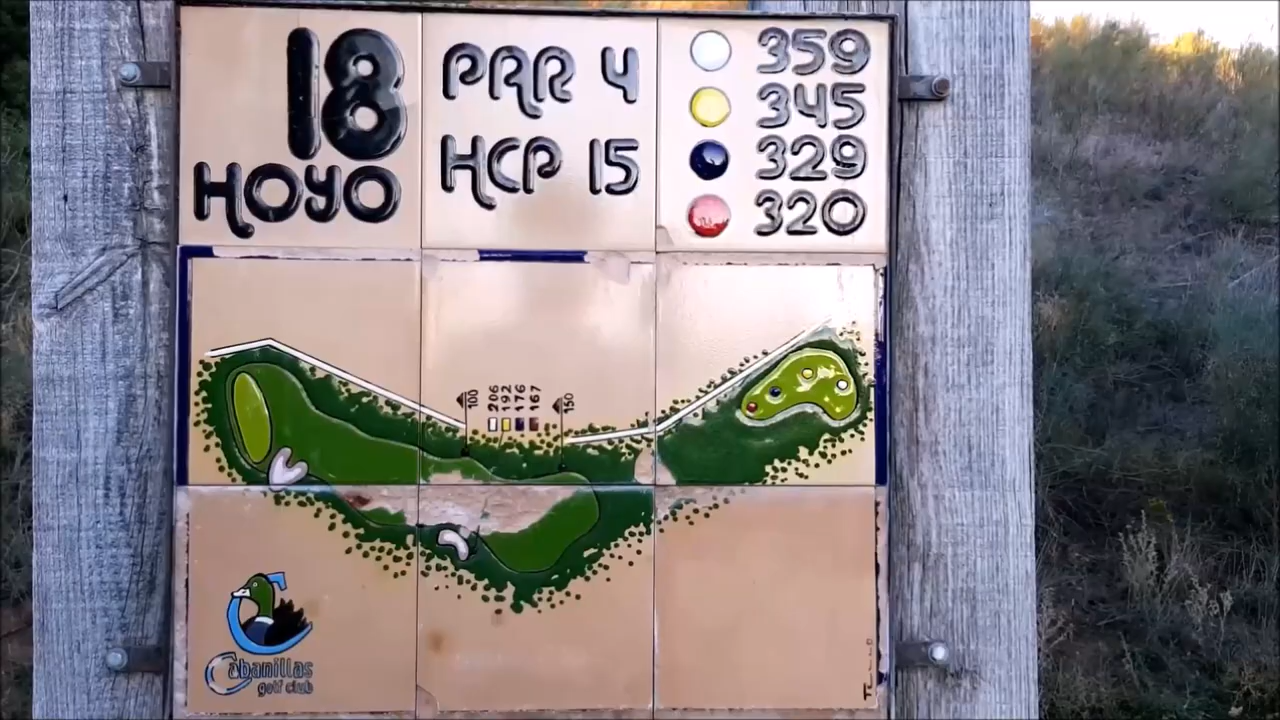 18
HOYO
PAR 4
HCP 15
359
345
329
320
100
206
192
176
167
150
Cabanillas
golf club